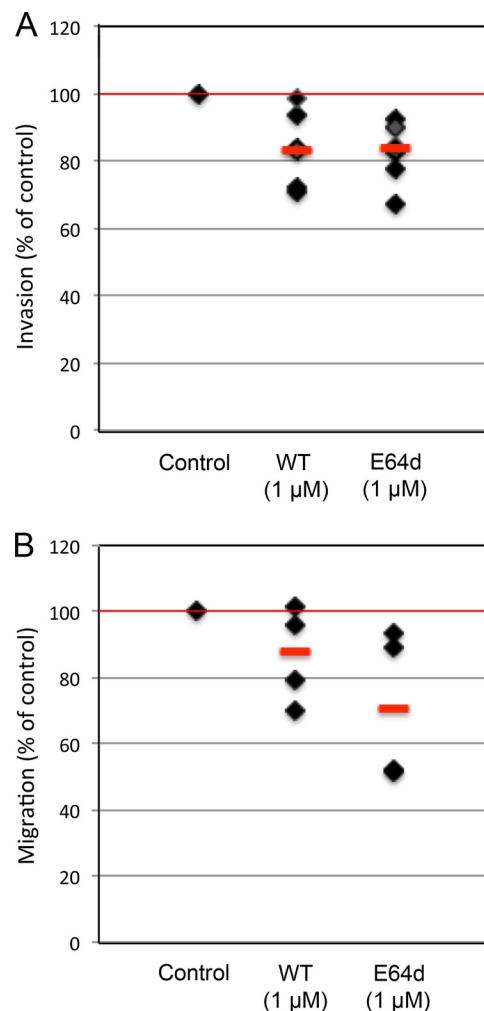 A
120
100
80
60
40
20
0
Invasion (% of control)
Control
WT
(1 µM)
E64d
(1 µM)
B
120
100
80
60
40
20
0
Migration (% of control)
Control
WT
(1 µM)
E64d
(1 µM)